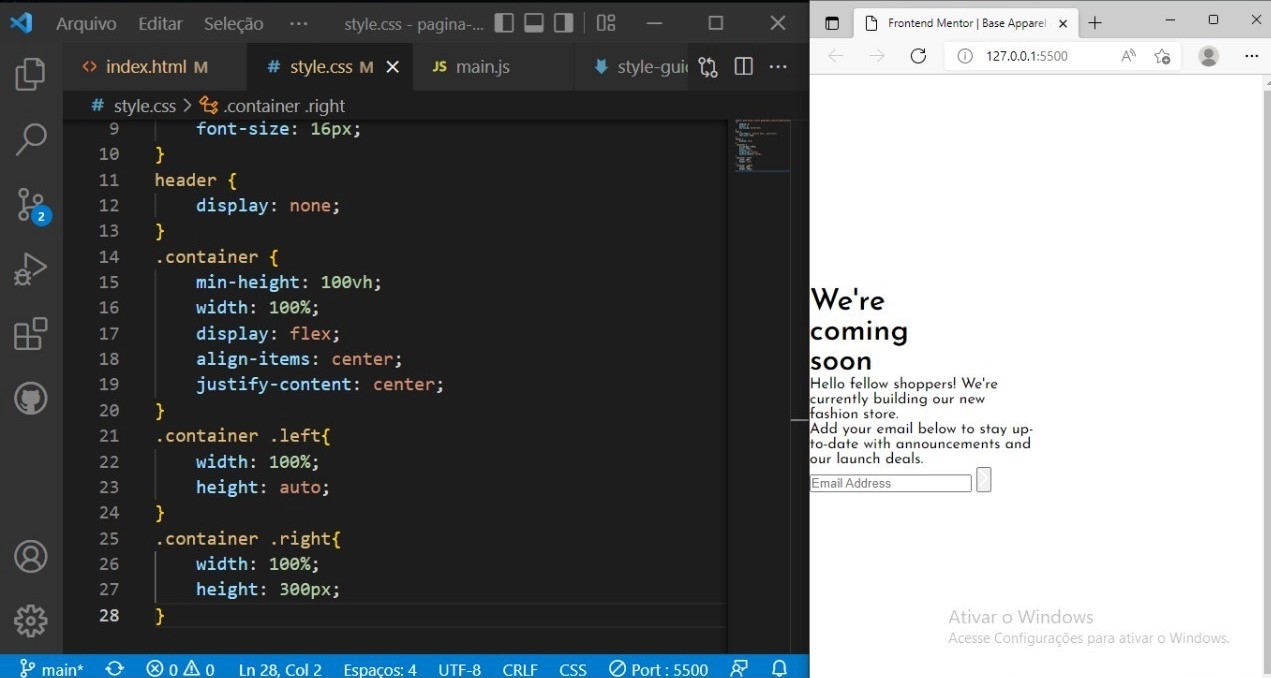 Arquivo Editar Seleção ··· style.css - pagina-...
index.html M style.css M JS main.js style-guid
# style.css > .container .right
9 font-size: 16px;
10 }
11 header {
12 display: none;
13 }
14 .container {
15 min-height: 100vh;
16 width: 100%;
17 display: flex;
18 align-items: center;
19 justify-content: center;
20 }
21 .container .left{
22 width: 100%;
23 height: auto;
24 }
25 .container .right{
26 width: 100%;
27 height: 300px;
28 }
2
main* 0 0 Ln 28, Col 2 Espaços: 4 UTF-8 CRLF CSS Port : 5500
Frontend Mentor | Base Apparel
127.0.0.1:5500
We're
coming
soon
Hello fellow shoppers! We're
currently building our new
fashion store.
Add your email below to stay up-
to-date with announcements and
our launch deals.
Email Address
Ativar o Windows
Acesse Configurações para ativar o Windows.